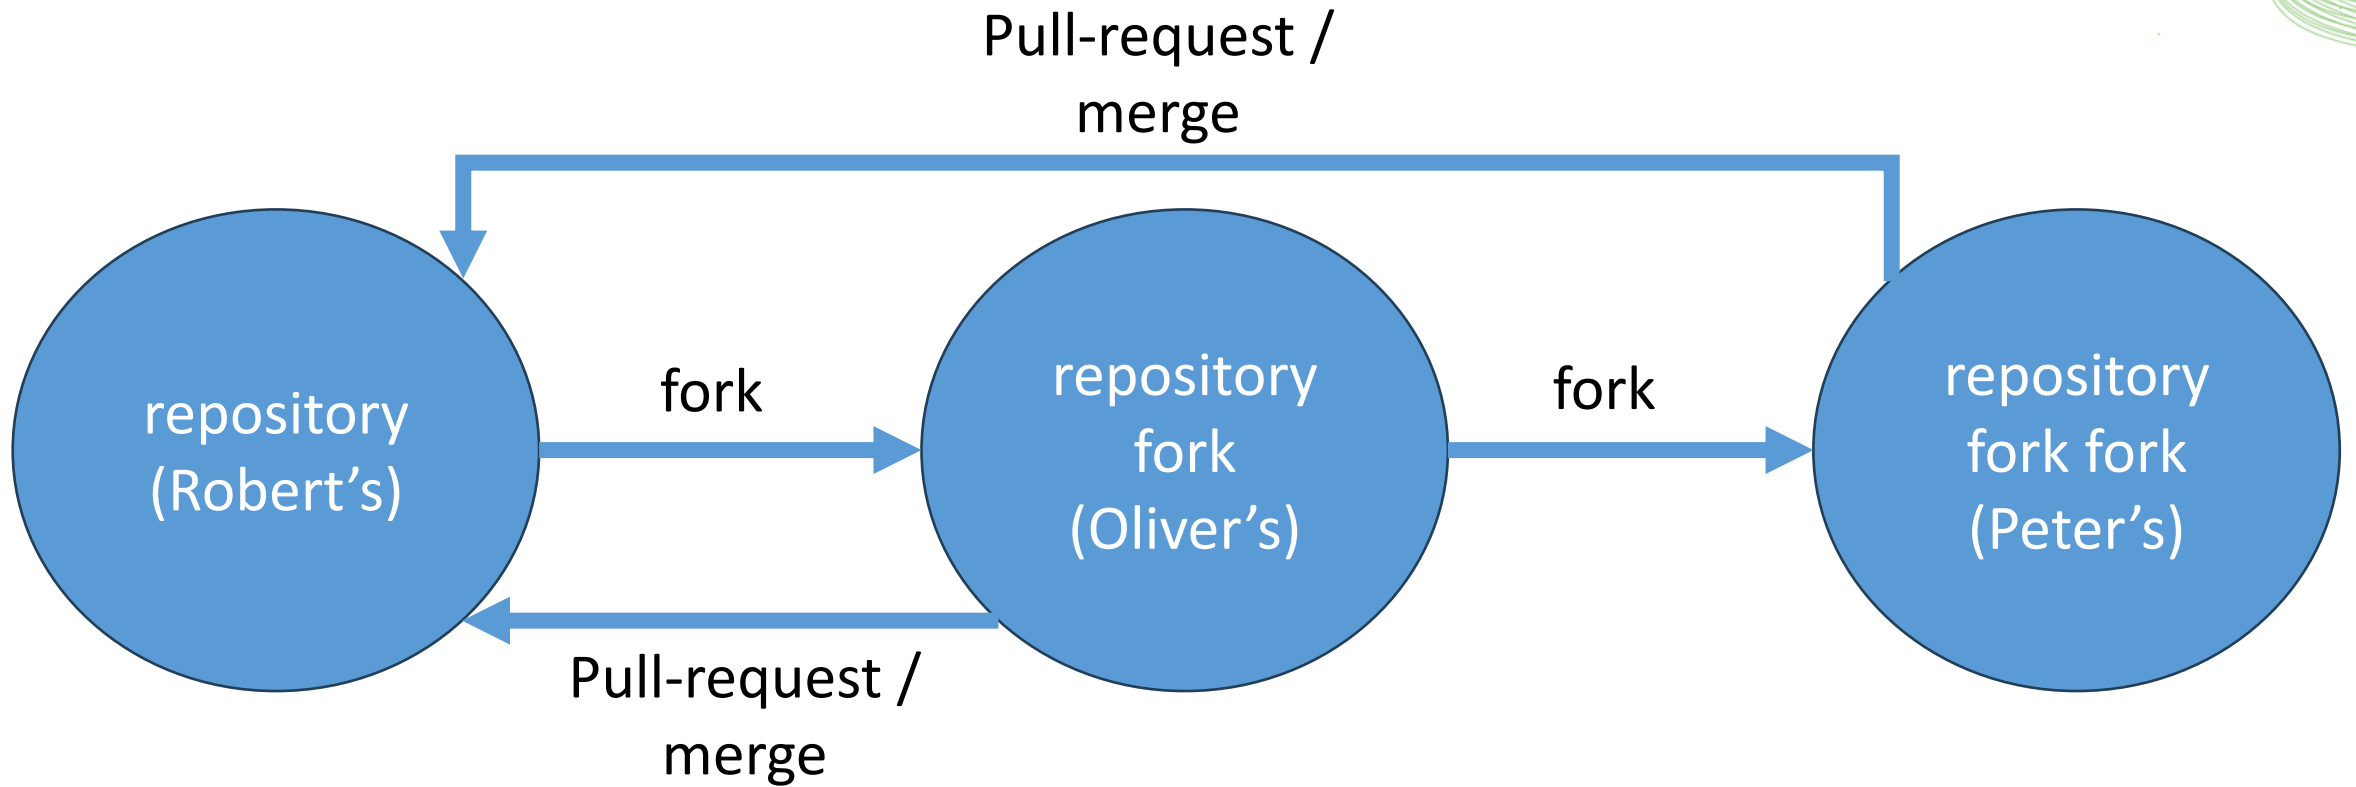 Pull-request /
merge
repository
(Robert’s)
fork
repository
fork
(Oliver’s)
fork
repository
fork fork
(Peter’s)
Pull-request /
merge